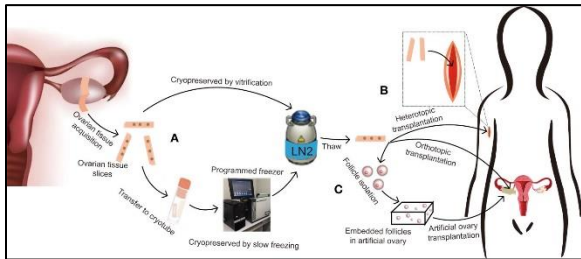 Ovarian tissue
acquisition
A
Ovarian tissue
slices
Cryopreserved by vitrification
Transfer to cryotube
Programmed freezer
Cryopreserved by slow freezing
LN2
Thaw
B
Heterotopic
transplantation
Orthotopic
transplantation
C
Follicle isolation
Embedded follicles
in artificial ovary
Artificial ovary
transplantation